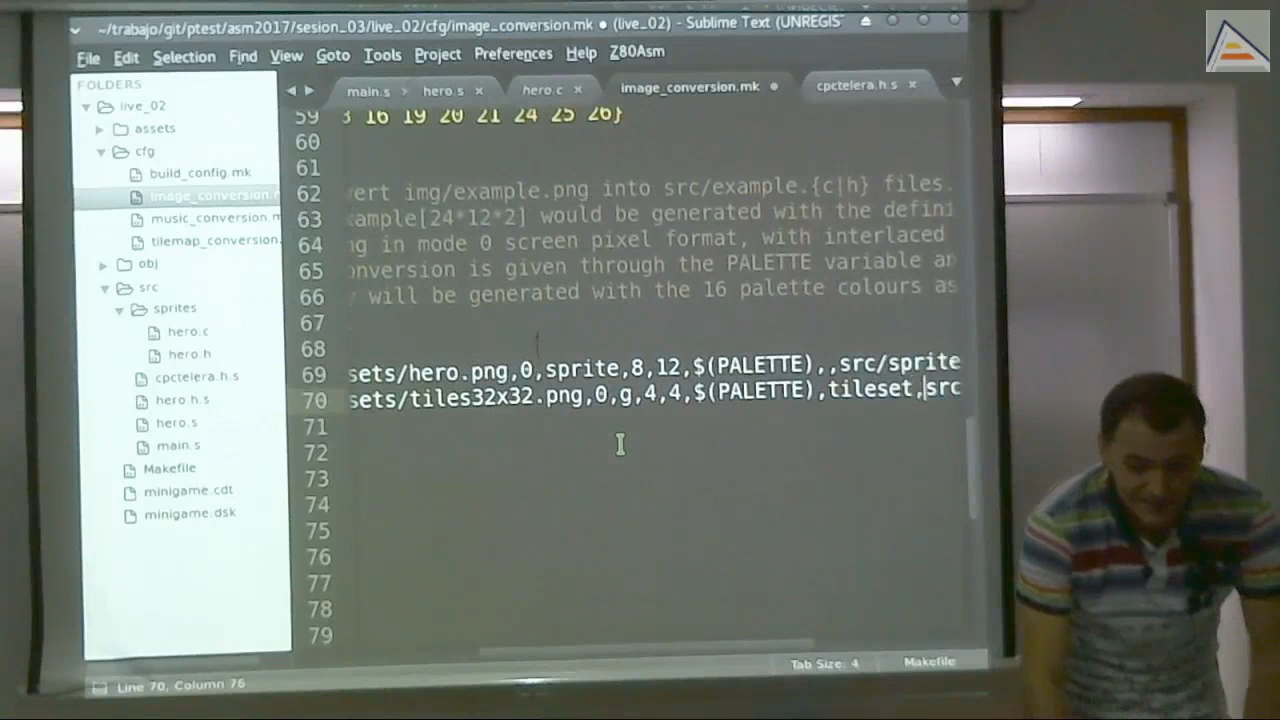 ~/trabajo/git/ptest/asm2017/sesion_03/live_02/cfg/image_conversion.mk • (live_02) - Sublime Text (UNREGIS
File Edit Selection Find View Goto Tools Project Preferences Help Z80Asm
FOLDERS
live_02
assets
cfg
build_config.mk
image_conversion.m
music_conversion.m
tilemap_conversion.
obj
src
sprites
hero.c
hero.h
cpctelera.h.s
hero.h.s
hero.s
main.s
Makefile
minigame.cdt
minigame.dsk
main.s hero.s hero.c image_conversion.mk cpctelera.h.s
59 3 16 19 20 21 24 25 26}
60
61
62 vert img/example.png into src/example.{c|h} files.
63 xample[24*12*2] would be generated with the defini
64 ng in mode 0 screen pixel format, with interlaced
65 onversion is given through the PALETTE variable an
66 y will be generated with the 16 palette colours as
67
68
69 sets/hero.png,0,sprite,8,12,$(PALETTE),,src/sprite
70 sets/tiles32x32.png,0,g,4,4,$(PALETTE),tileset,src
71
72
73
74
75
76
77
78
79
Line 70, Column 76
Tab Size: 4
Makefile